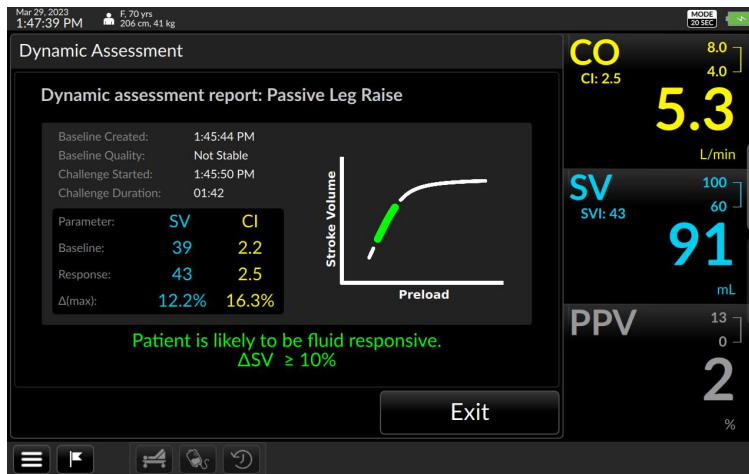 Mar 29, 2023
1:47:39 PM
F, 70 yrs
206 cm, 41 kg
MODE
20 SEC
Dynamic Assessment
Dynamic assessment report: Passive Leg Raise
Baseline Created: 1:45:44 PM
Baseline Quality: Not Stable
Challenge Started: 1:45:50 PM
Challenge Duration: 01:42
Parameter: SV CI
Baseline: 39 2.2
Response: 43 2.5
Δ(max): 12.2% 16.3%
Stroke Volume
Preload
Patient is likely to be fluid responsive.
ΔSV ≥ 10%
Exit
CO
CI: 2.5
8.0
4.0
5.3
L/min
SV
SVI: 43
100
60
91
mL
PPV
13
0
2
%